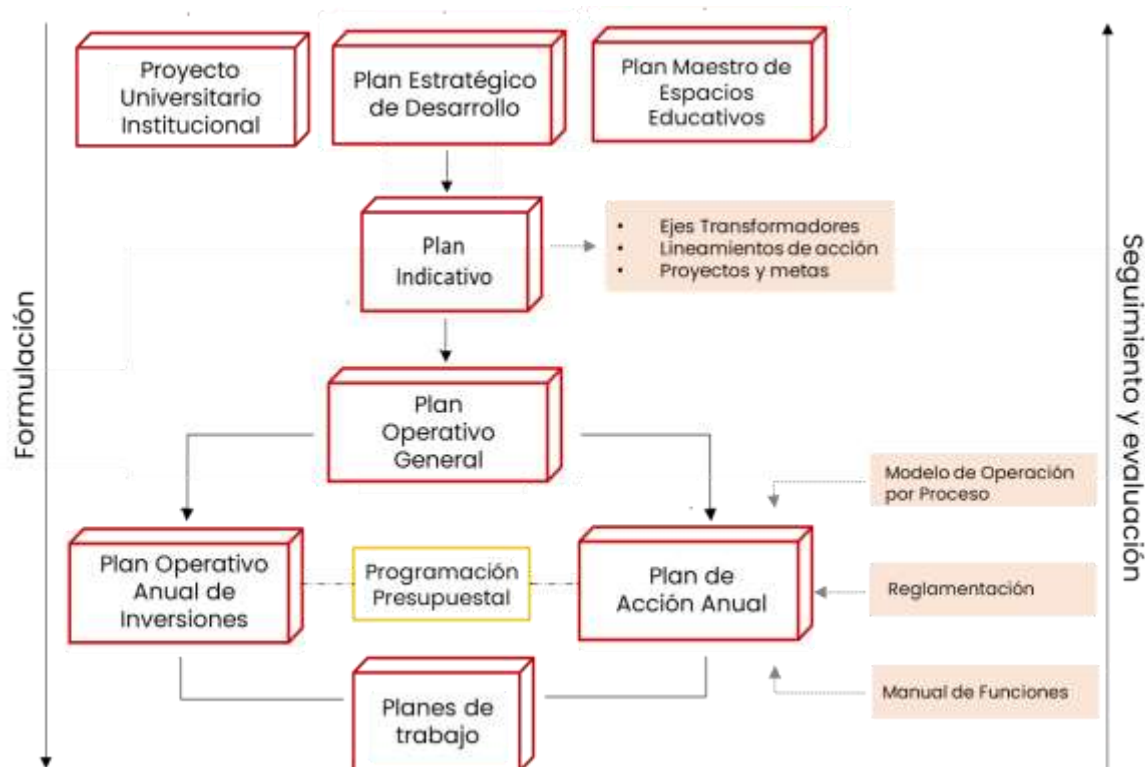 Proyecto
Universitario
Institucional
Plan Estratégico
de Desarrollo
Plan Maestro de
Espacios
Educativos
Plan
Indicativo
• Ejes Transformadores
• Lineamientos de acción
• Proyectos y metas
Formulación
Seguimiento y evaluación
Plan
Operativo
General
Modelo de Operación
por Proceso
Plan Operativo
Anual de
Inversiones
Programación
Presupuestal
Plan de
Acción Anual
Reglamentación
Planes de
trabajo
Manual de Funciones